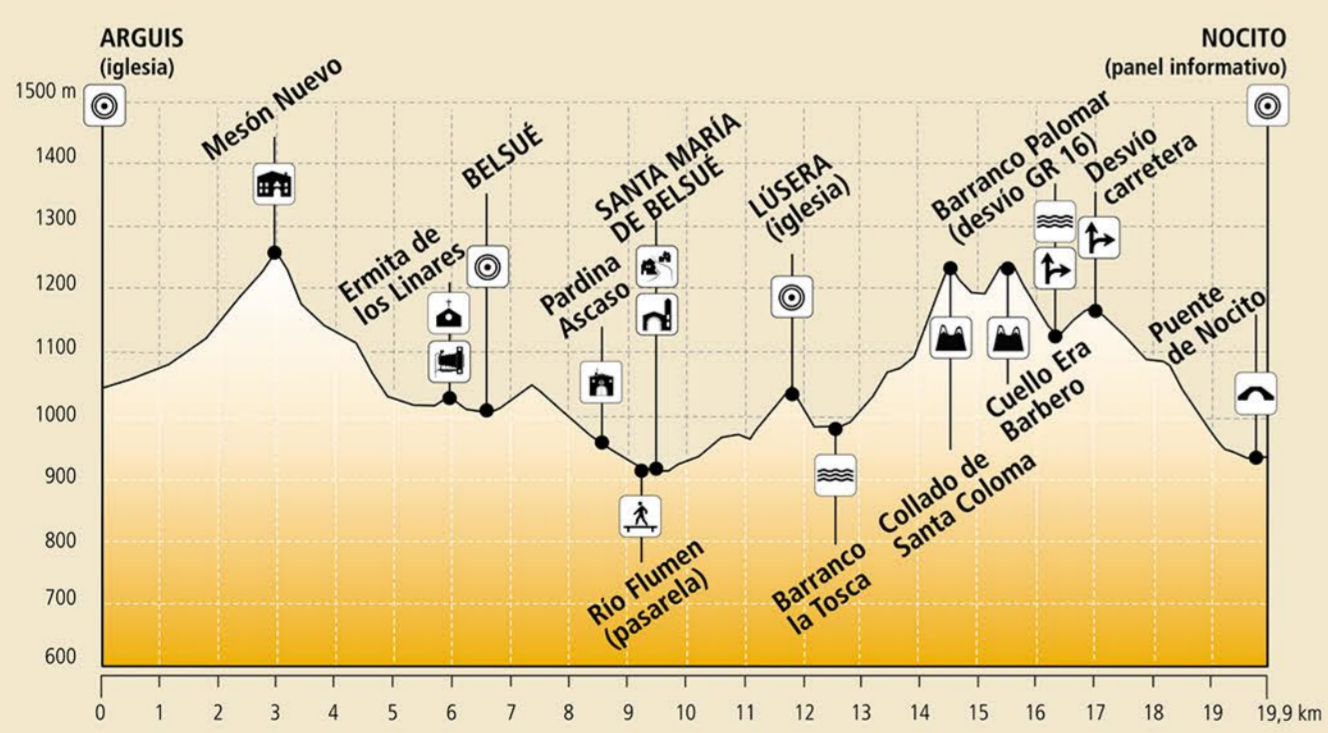 ARGUIS
(iglesia)
NOCITO
(panel informativo)
1500 m
1400
1300
1200
1100
1000
900
800
700
600
Mesón Nuevo
Ermita de
los Linares
BELSUÉ
Pardina
Ascaso
SANTA MARÍA
DE BELSUÉ
Río Flumen
(pasarela)
LÚSERA
(iglesia)
Barranco
la Tosca
Collado de
Santa Coloma
Cuello Era
Barbero
Barranco Palomar
(desvío GR 16)
Desvío
carretera
Puente
de Nocito
0 1 2 3 4 5 6 7 8 9 10 11 12 13 14 15 16 17 18 19 19,9 km